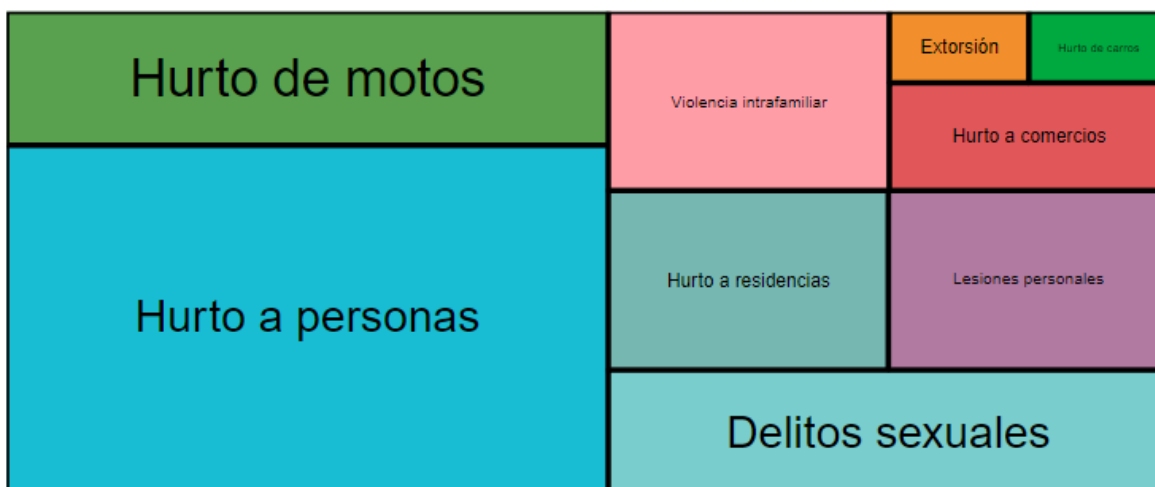 Hurto de motos
Hurto a personas
Violencia intrafamiliar
Extorsión
Hurto de carros
Hurto a comercios
Hurto a residencias
Lesiones personales
Delitos sexuales